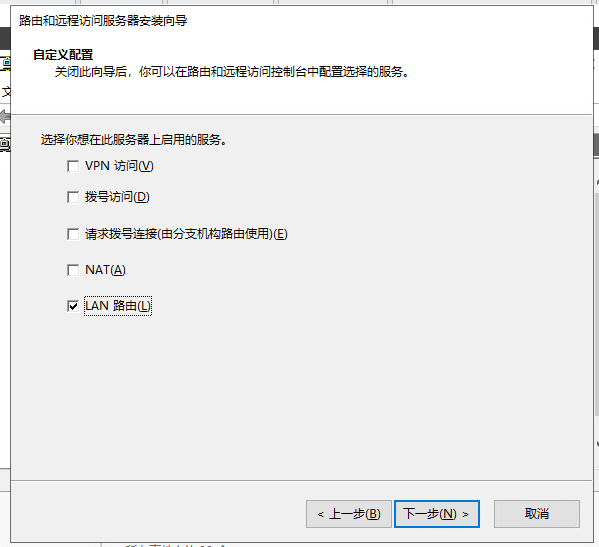 路由和远程访问服务器安装向导
自定义配置
关闭此向导后，你可以在路由和远程访问控制台中配置选择的服务。
选择你想在此服务器上启用的服务。
VPN 访问(V)
拨号访问(D)
请求拨号连接(由分支机构路由使用)(E)
NAT(A)
LAN 路由(L)
< 上一步(B)
下一步(N) >
取消